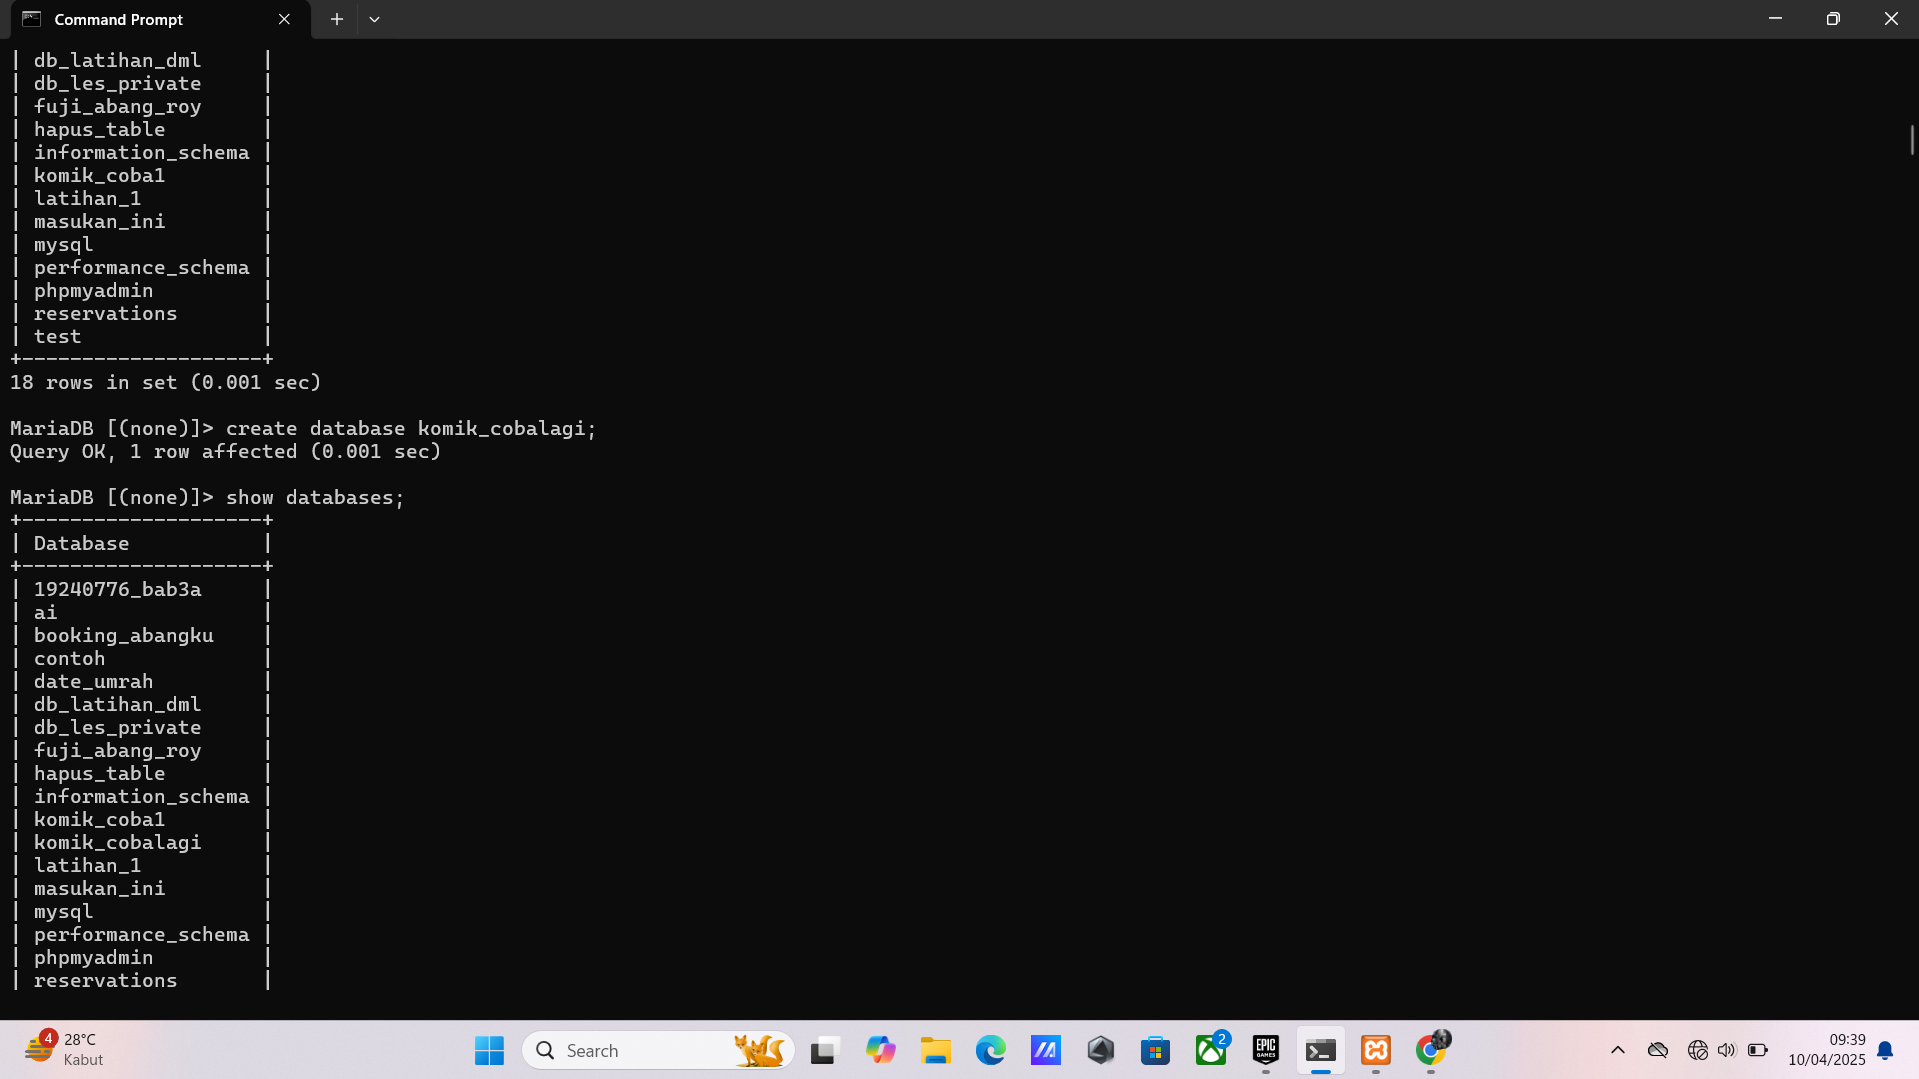 Command Prompt
| db_latihan_dml     |
| db_les_private     |
| fuji_abang_roy     |
| hapus_table        |
| information_schema |
| komik_coba1        |
| latihan_1          |
| masukan_ini        |
| mysql              |
| performance_schema |
| phpmyadmin         |
| reservations       |
| test               |
+--------------------+
18 rows in set (0.001 sec)
MariaDB [(none)]> create database komik_cobalagi;
Query OK, 1 row affected (0.001 sec)
MariaDB [(none)]> show databases;
+--------------------+
| Database           |
+--------------------+
| 19240776_bab3a     |
| ai                 |
| booking_abangku    |
| contoh             |
| date_umrah         |
| db_latihan_dml     |
| db_les_private     |
| fuji_abang_roy     |
| hapus_table        |
| information_schema |
| komik_coba1        |
| komik_cobalagi     |
| latihan_1          |
| masukan_ini        |
| mysql              |
| performance_schema |
| phpmyadmin         |
| reservations       |
4
28°C
Kabut
Search
2
EPIC
GAMES
09:39
10/04/2025